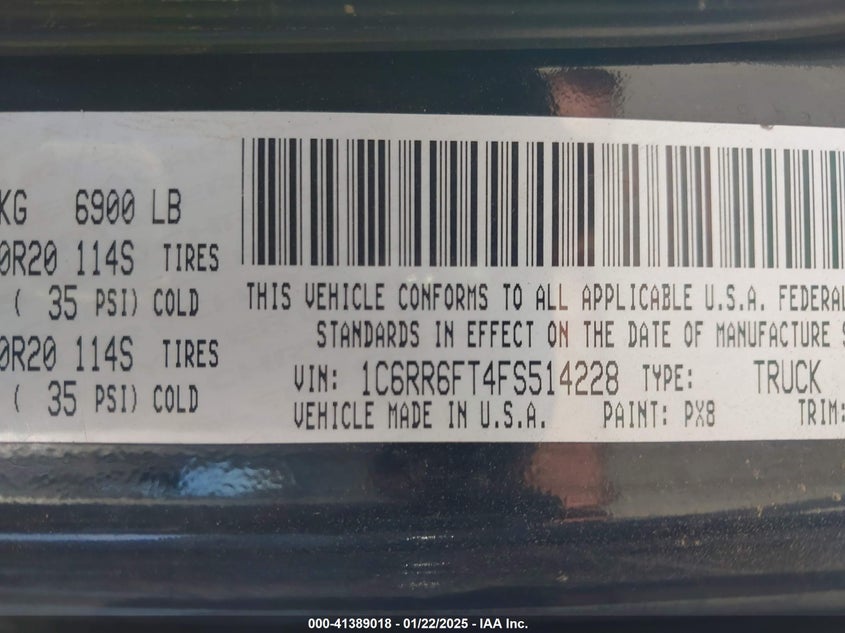 KG 6900 LB
0R20 114S TIRES
( 35 PSI) COLD
0R20 114S TIRES
( 35 PSI) COLD
THIS VEHICLE CONFORMS TO ALL APPLICABLE U.S.A. FEDERAL
STANDARDS IN EFFECT ON THE DATE OF MANUFACTURE S
VIN: 1C6RR6FT4FS514228 TYPE: TRUCK
VEHICLE MADE IN U.S.A. PAINT: PX8 TRIM:
000-41389018 - 01/22/2025 - IAA Inc.